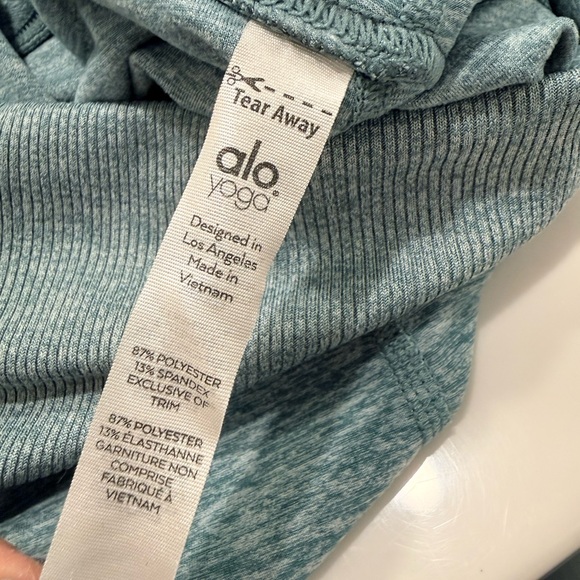 Tear Away
alo
yoga
Designed in
Los Angeles
Made in
Vietnam
87% POLYESTER
13% SPANDEX
EXCLUSIVE OF
TRIM
87% POLYESTER
13% ÉLASTHANNE
GARNITURE NON
COMPRISE
FABRIQUÉ À
VIETNAM